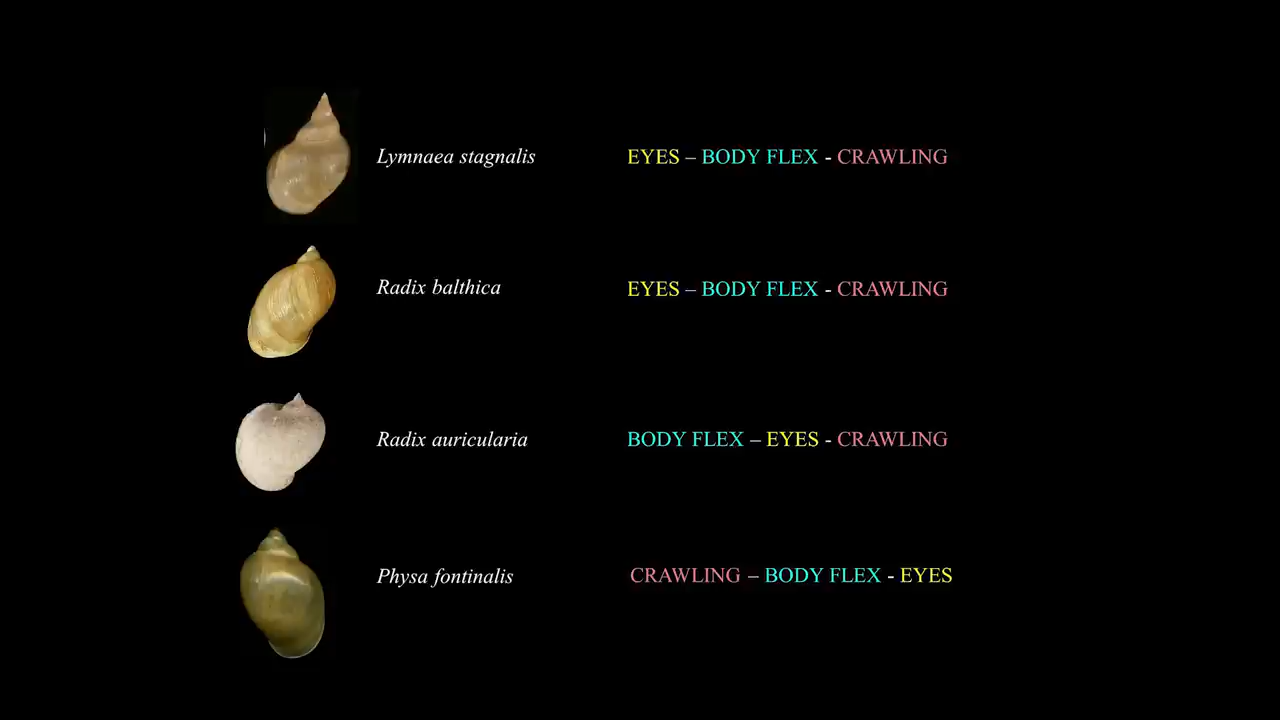 Lymnaea stagnalis EYES – BODY FLEX - CRAWLING
Radix balthica EYES – BODY FLEX - CRAWLING
Radix auricularia BODY FLEX – EYES - CRAWLING
Physa fontinalis CRAWLING – BODY FLEX - EYES